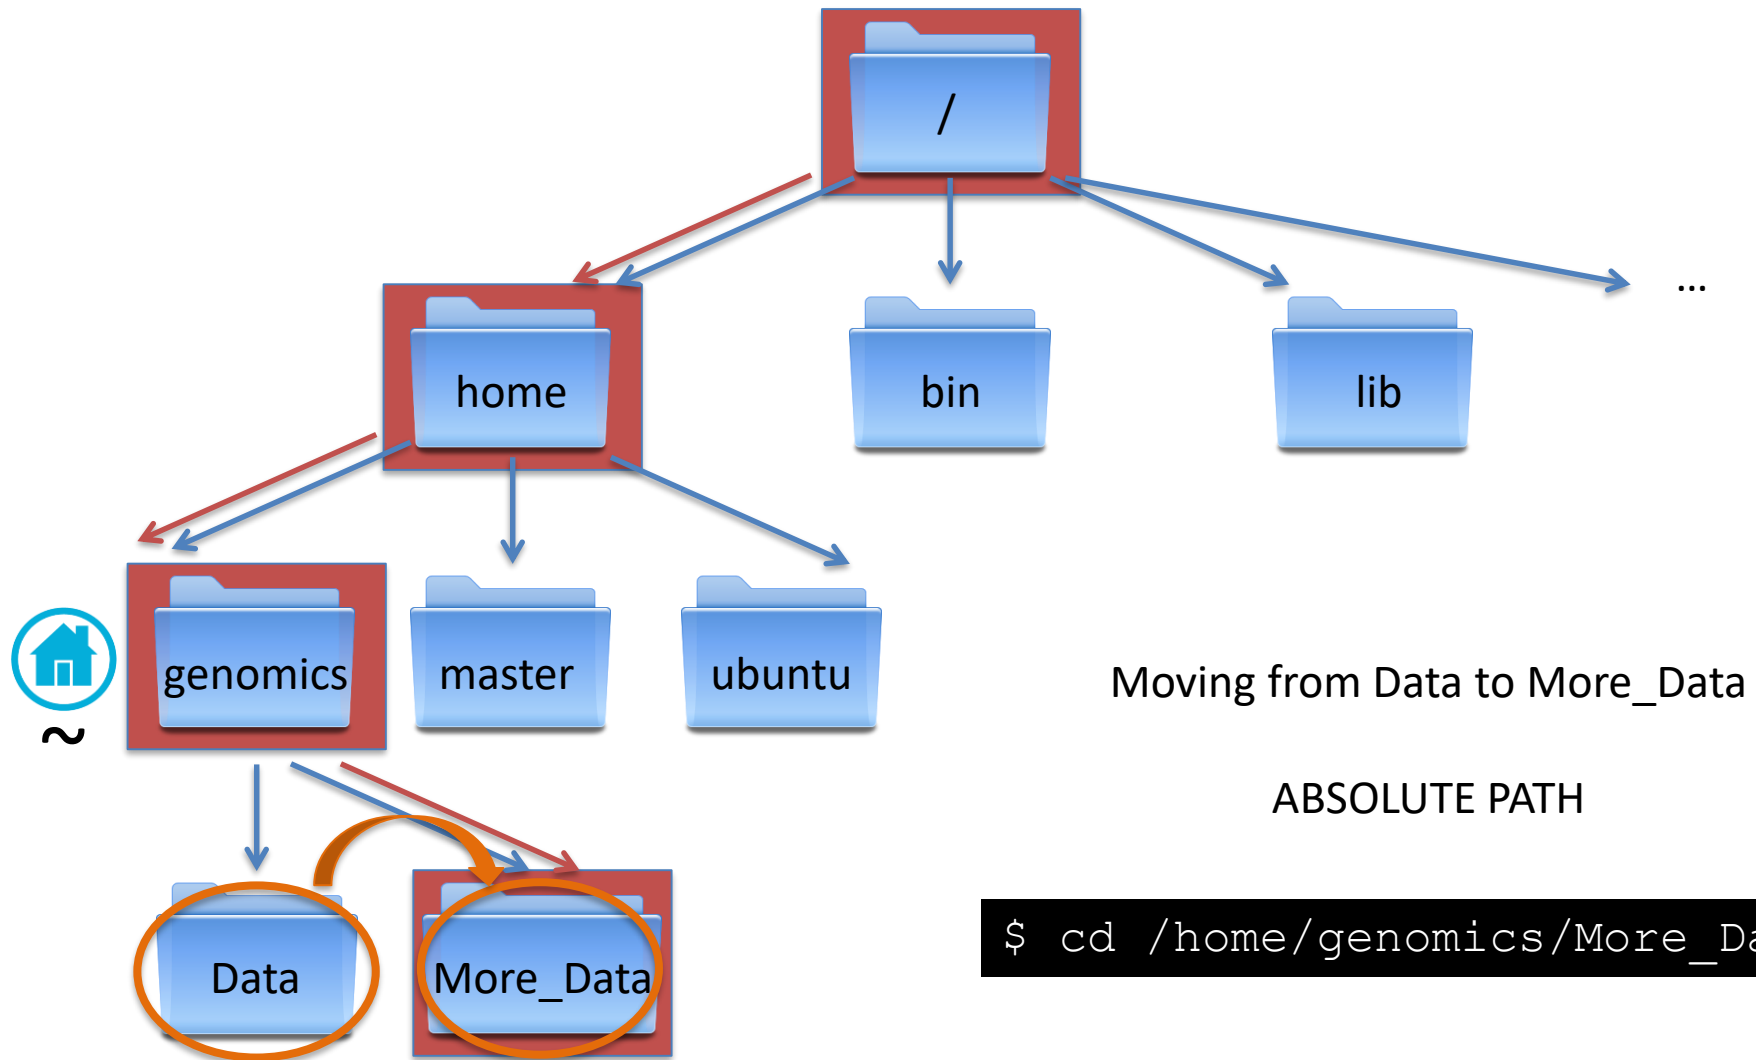 /
home
bin
lib
...
genomics
master
ubuntu
~
Moving from Data to More_Data
ABSOLUTE PATH
Data
More_Data
$ cd /home/genomics/More_Da